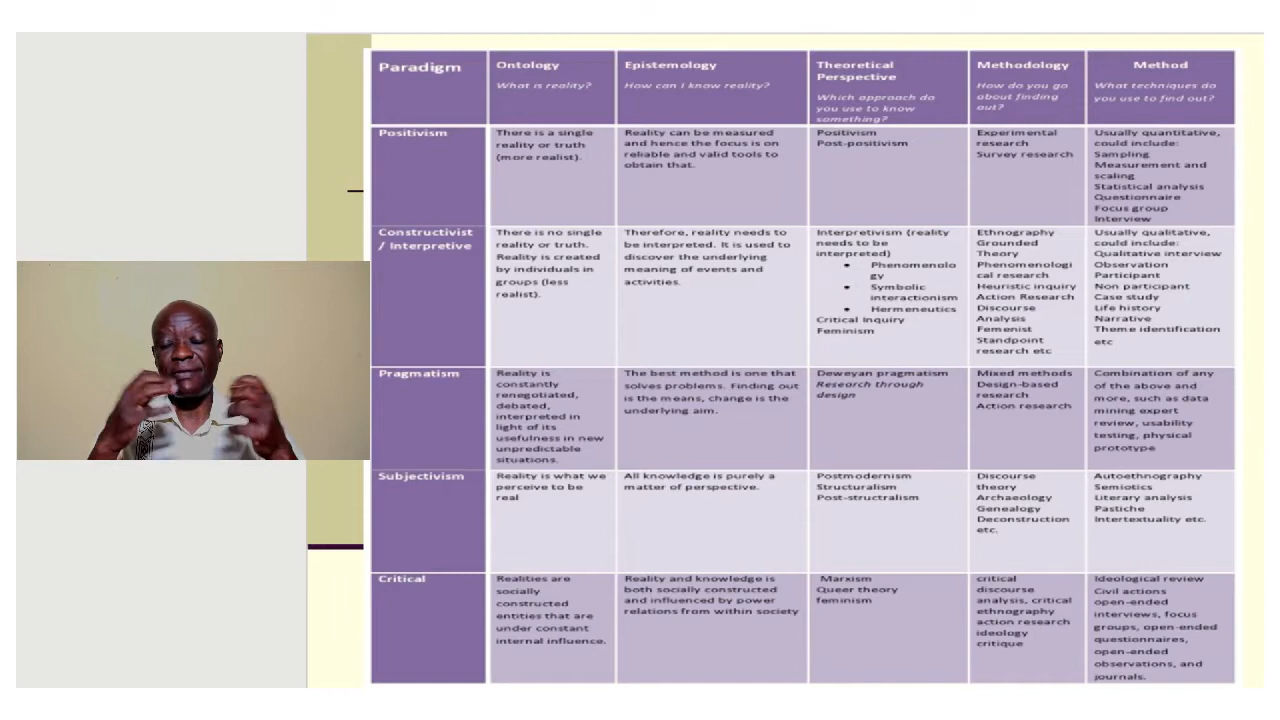 Paradigm
Ontology
What is reality?
Epistemology
How can I know reality?
Theoretical
Perspective
Which approach do
you use to know
something?
Methodology
How do you go
about finding
out?
Method
What techniques do
you use to find out?
Positivism
There is a single
reality or truth
(more realist).
Reality can be measured
and hence the focus is on
reliable and valid tools to
obtain that.
Positivism
Post-positivism
Experimental
research
Survey research
Usually quantitative,
could include:
Sampling
Measurement and
scaling
Statistical analysis
Questionnaire
Focus group
Interview
Constructivist
/ Interpretive
There is no single
reality or truth.
Reality is created
by individuals in
groups (less
realist).
Therefore, reality needs to
be interpreted. It is used to
discover the underlying
meaning of events and
activities.
Interpretivism (reality
needs to be
interpreted)
• Phenomenolo
gy
• Symbolic
interactionism
• Hermeneutics
Critical Inquiry
Feminism
Ethnography
Grounded
Theory
Phenomenologi
cal research
Heuristic inquiry
Action Research
Discourse
Analysis
Femenist
Standpoint
research etc
Usually qualitative,
could include:
Qualitative interview
Observation
Participant
Non participant
Case study
Life history
Narrative
Theme identification
etc
Pragmatism
Reality is
constantly
renegotiated,
debated,
interpreted in
light of its
usefulness in new
unpredictable
situations.
The best method is one that
solves problems. Finding out
is the means, change is the
underlying aim.
Deweyan pragmatism
Research through
design
Mixed methods
Design-based
research
Action research
Combination of any
of the above and
more, such as data
mining expert
review, usability
testing, physical
prototype
Subjectivism
Reality is what we
perceive to be
real
All knowledge is purely a
matter of perspective.
Postmodernism
Structuralism
Post-structralism
Discourse
theory
Archaeology
Genealogy
Deconstruction
etc.
Autoethnography
Semiotics
Literary analysis
Pastiche
Intertextuality etc.
Critical
Realities are
socially
constructed
entities that are
under constant
internal influence.
Reality and knowledge is
both socially constructed
and influenced by power
relations from within society
Marxism
Queer theory
feminism
critical
discourse
analysis, critical
ethnography
action research
ideology
critique
Ideological review
Civil actions
open-ended
interviews, focus
groups, open-ended
questionnaires,
open-ended
observations, and
journals.